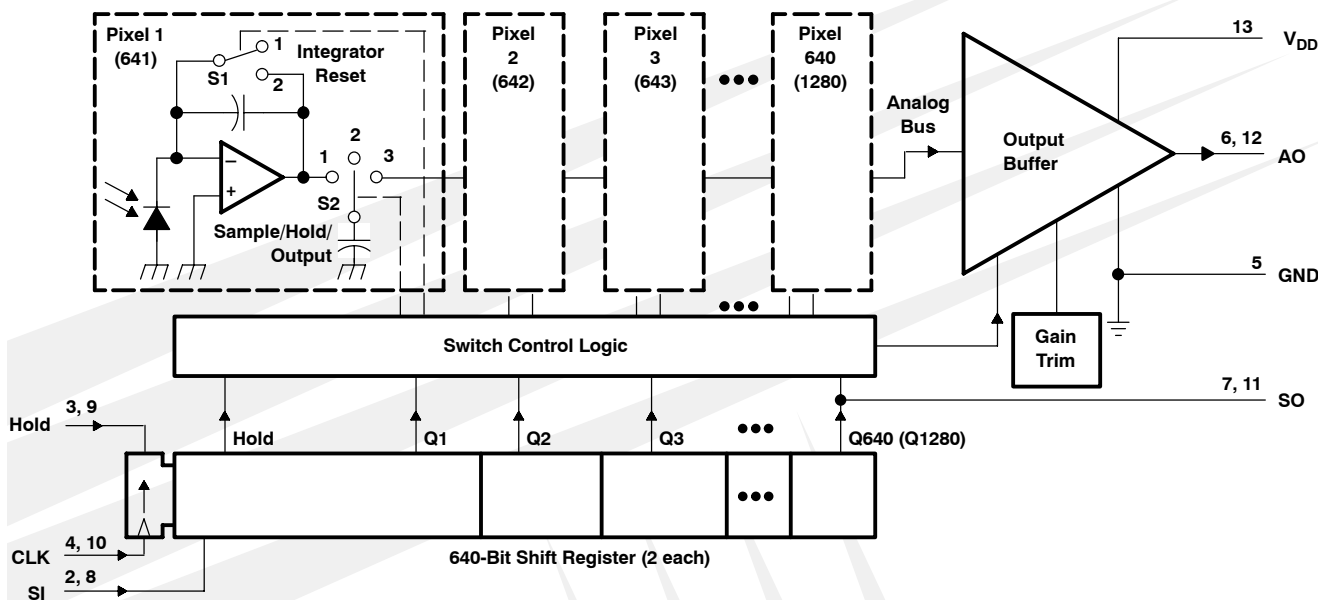 Pixel 1
(641)
1
Integrator
Reset
S1
2
−
+
1
2
3
S2
Sample/Hold/
Output
Pixel
2
(642)
Pixel
3
(643)
Pixel
640
(1280)
Analog
Bus
Output
Buffer
13
VDD
6, 12
AO
5
GND
Gain
Trim
Switch Control Logic
7, 11
SO
3, 9
Hold
Hold
Q1
Q2
Q3
Q640 (Q1280)
4, 10
CLK
640-Bit Shift Register (2 each)
2, 8
SI